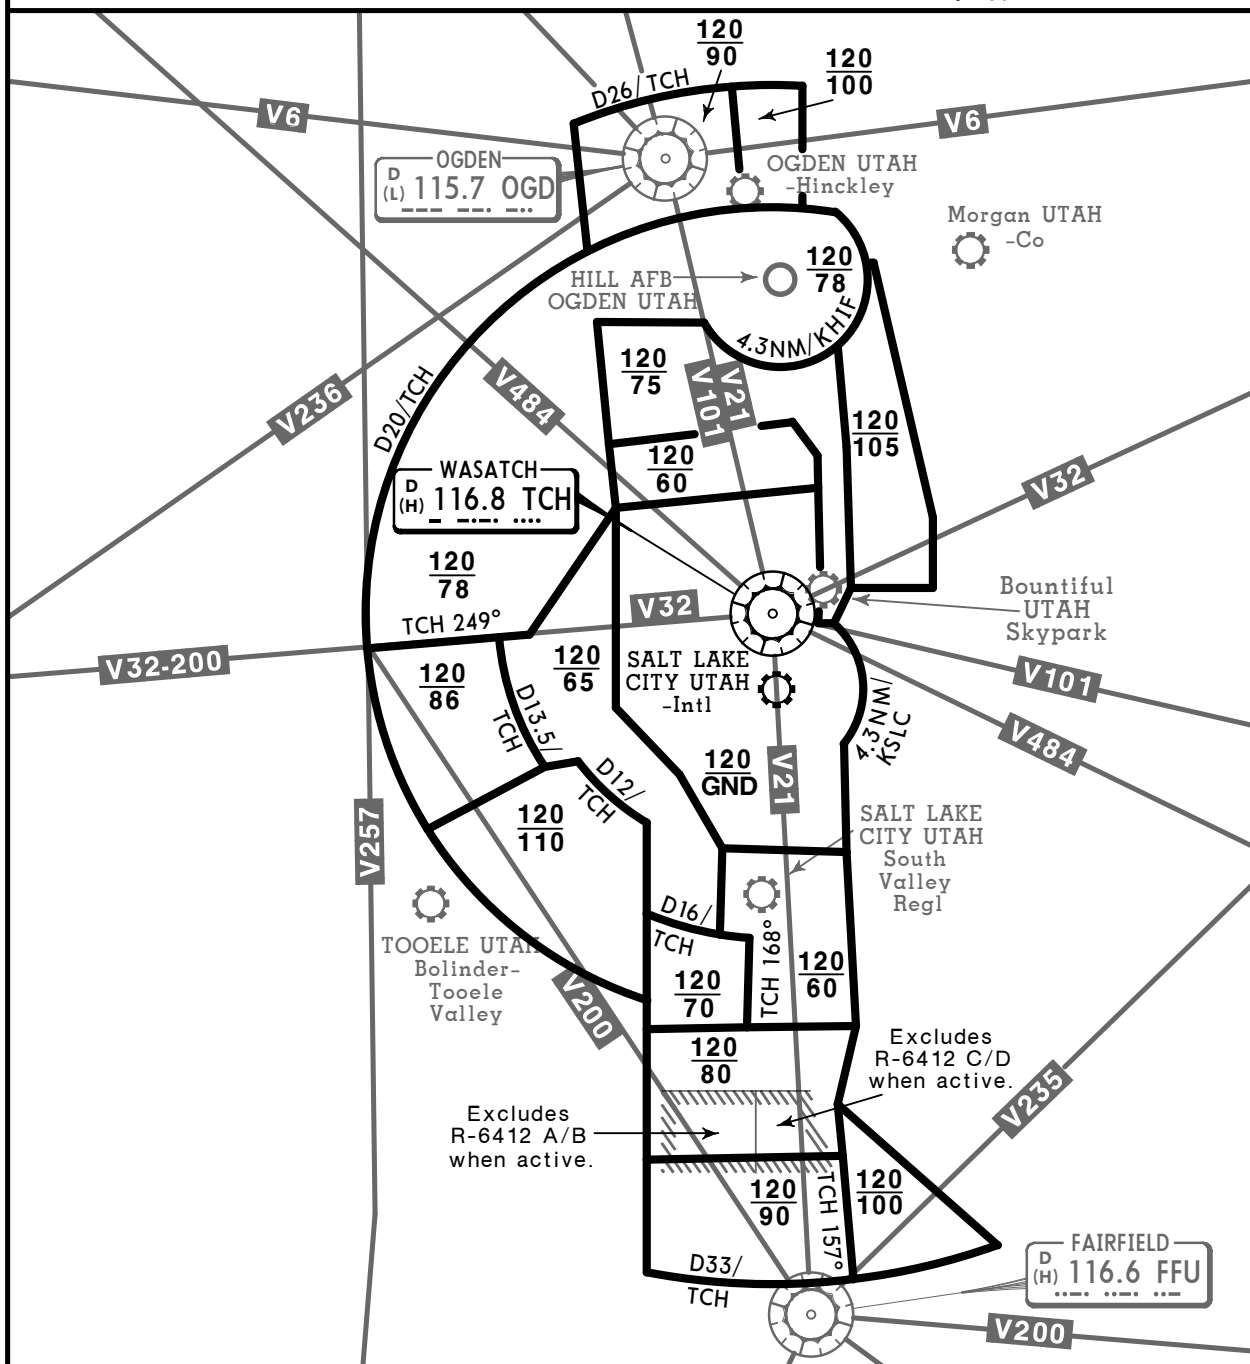 120
90
120
100
D26/TCH
V6
V6
OGDEN
D
(L) 115.7 OGD
OGDEN UTAH
-Hinckley
Morgan UTAH
-Co
120
78
HILL AFB
OGDEN UTAH
4.3NM/KHIF
120
75
V101
V21
V484
V236
D20/TCH
120
105
120
60
WASATCH
D
(H) 116.8 TCH
V32
120
78
TCH 249°
V32
Bountiful
UTAH
Skypark
V32-200
120
86
120
65
SALT LAKE
CITY UTAH
-Intl
V101
D13.5/
TCH
4.3NM/
KSLC
V484
120
GND
V21
D12/
TCH
120
110
V257
SALT LAKE
CITY UTAH
South
Valley
Regl
D16/
TCH
TCH 168°
TOOELE UTAH
Bolinder-
Tooele
Valley
120
70
120
60
V200
120
80
Excludes
R-6412 C/D
when active.
V235
Excludes
R-6412 A/B
when active.
120
90
TCH 157°
120
100
D33/
TCH
FAIRFIELD
D
(H) 116.6 FFU
V200